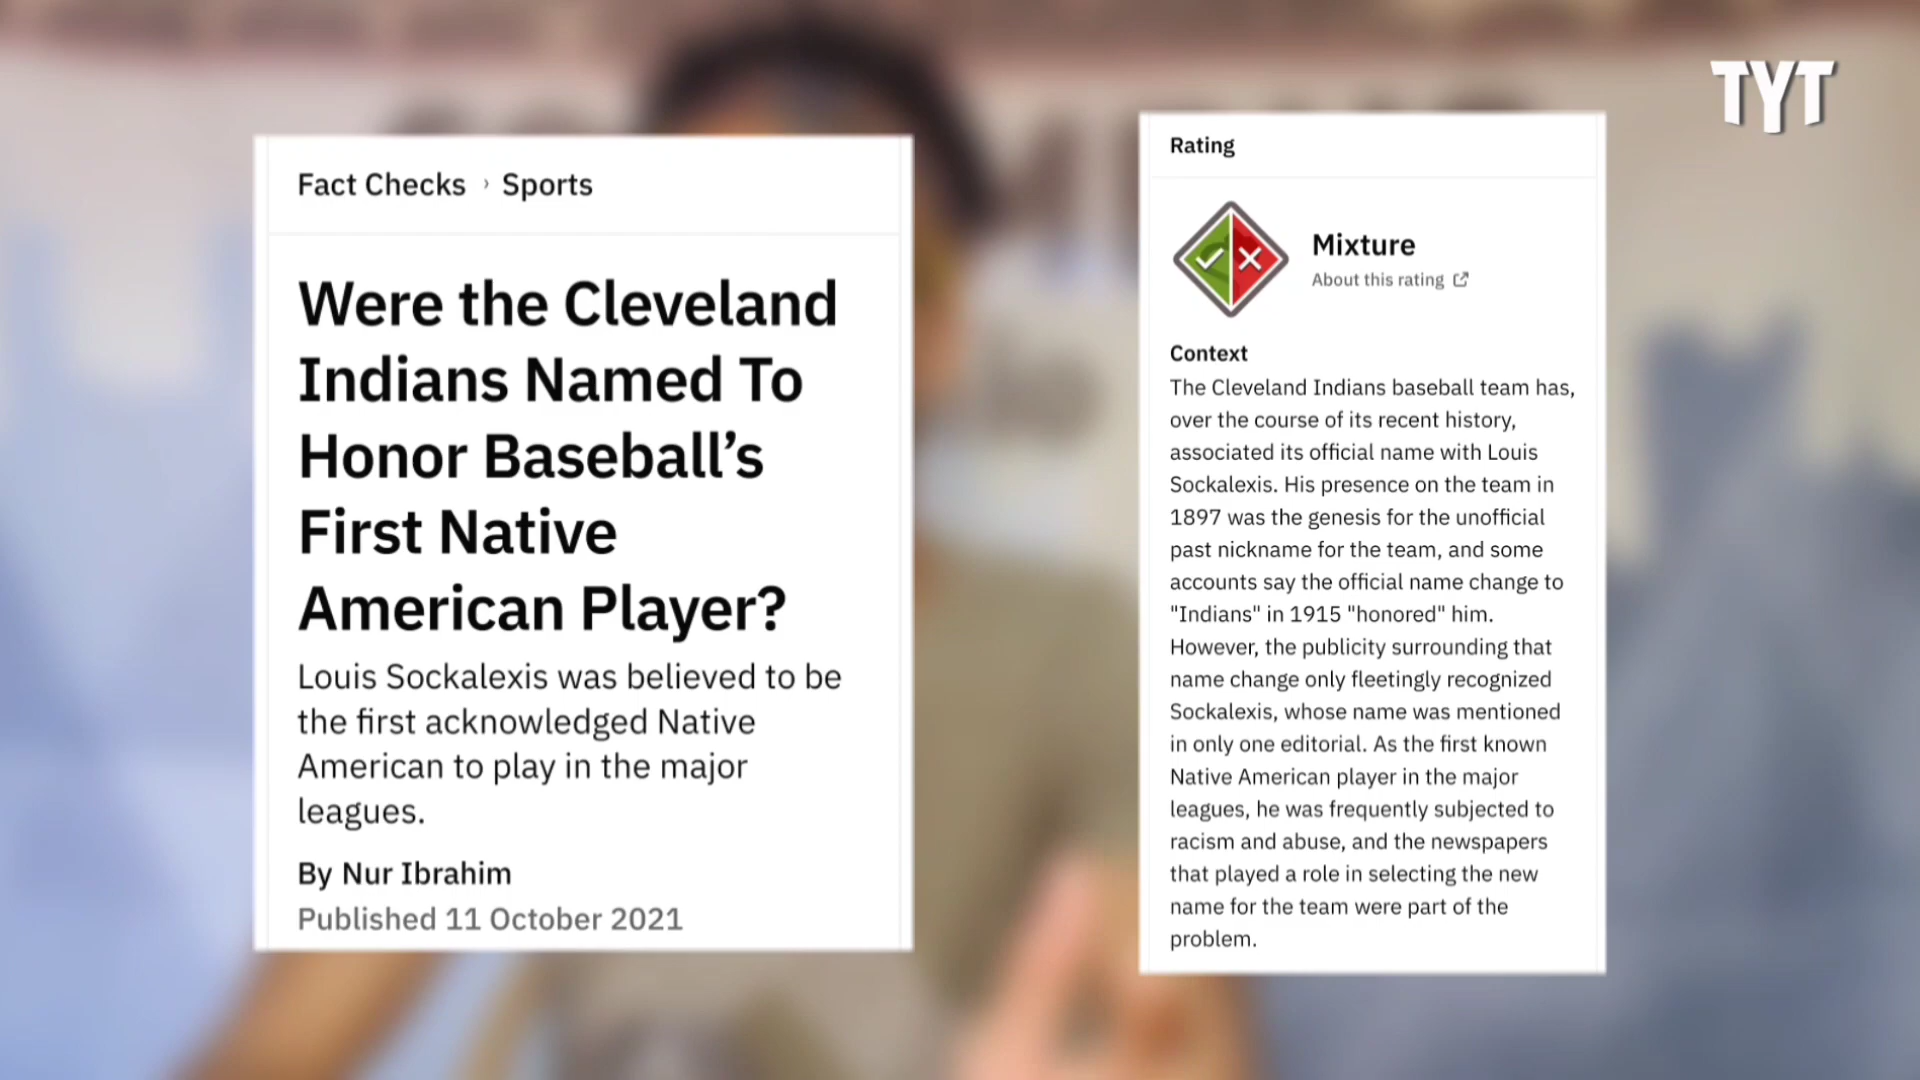 TYT
Fact Checks › Sports
Were the Cleveland
Indians Named To
Honor Baseball’s
First Native
American Player?
Louis Sockalexis was believed to be
the first acknowledged Native
American to play in the major
leagues.
By Nur Ibrahim
Published 11 October 2021
Rating
Mixture
About this rating
Context
The Cleveland Indians baseball team has,
over the course of its recent history,
associated its official name with Louis
Sockalexis. His presence on the team in
1897 was the genesis for the unofficial
past nickname for the team, and some
accounts say the official name change to
"Indians" in 1915 "honored" him.
However, the publicity surrounding that
name change only fleetingly recognized
Sockalexis, whose name was mentioned
in only one editorial. As the first known
Native American player in the major
leagues, he was frequently subjected to
racism and abuse, and the newspapers
that played a role in selecting the new
name for the team were part of the
problem.